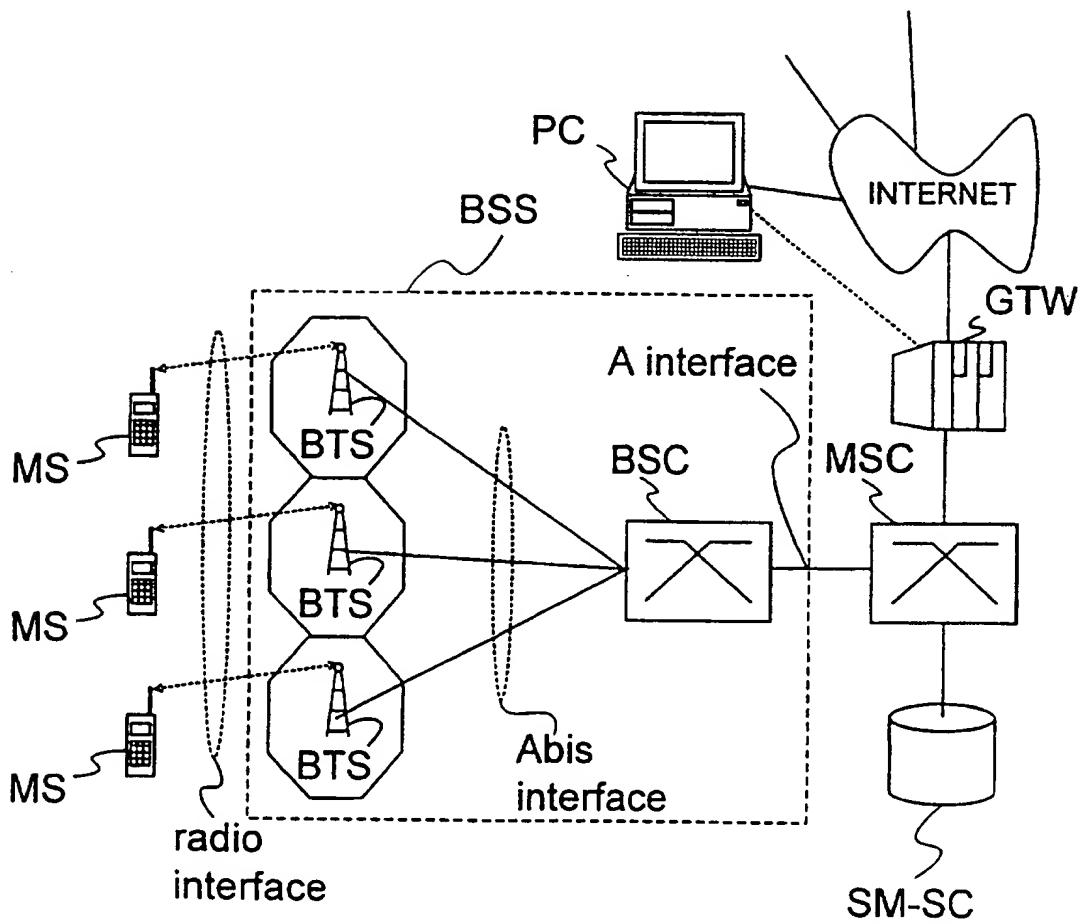 PC
INTERNET
BSS
GTW
A interface
MS
BTS
BSC
MSC
MS
BTS
MS
BTS
Abis
interface
radio
interface
SM-SC